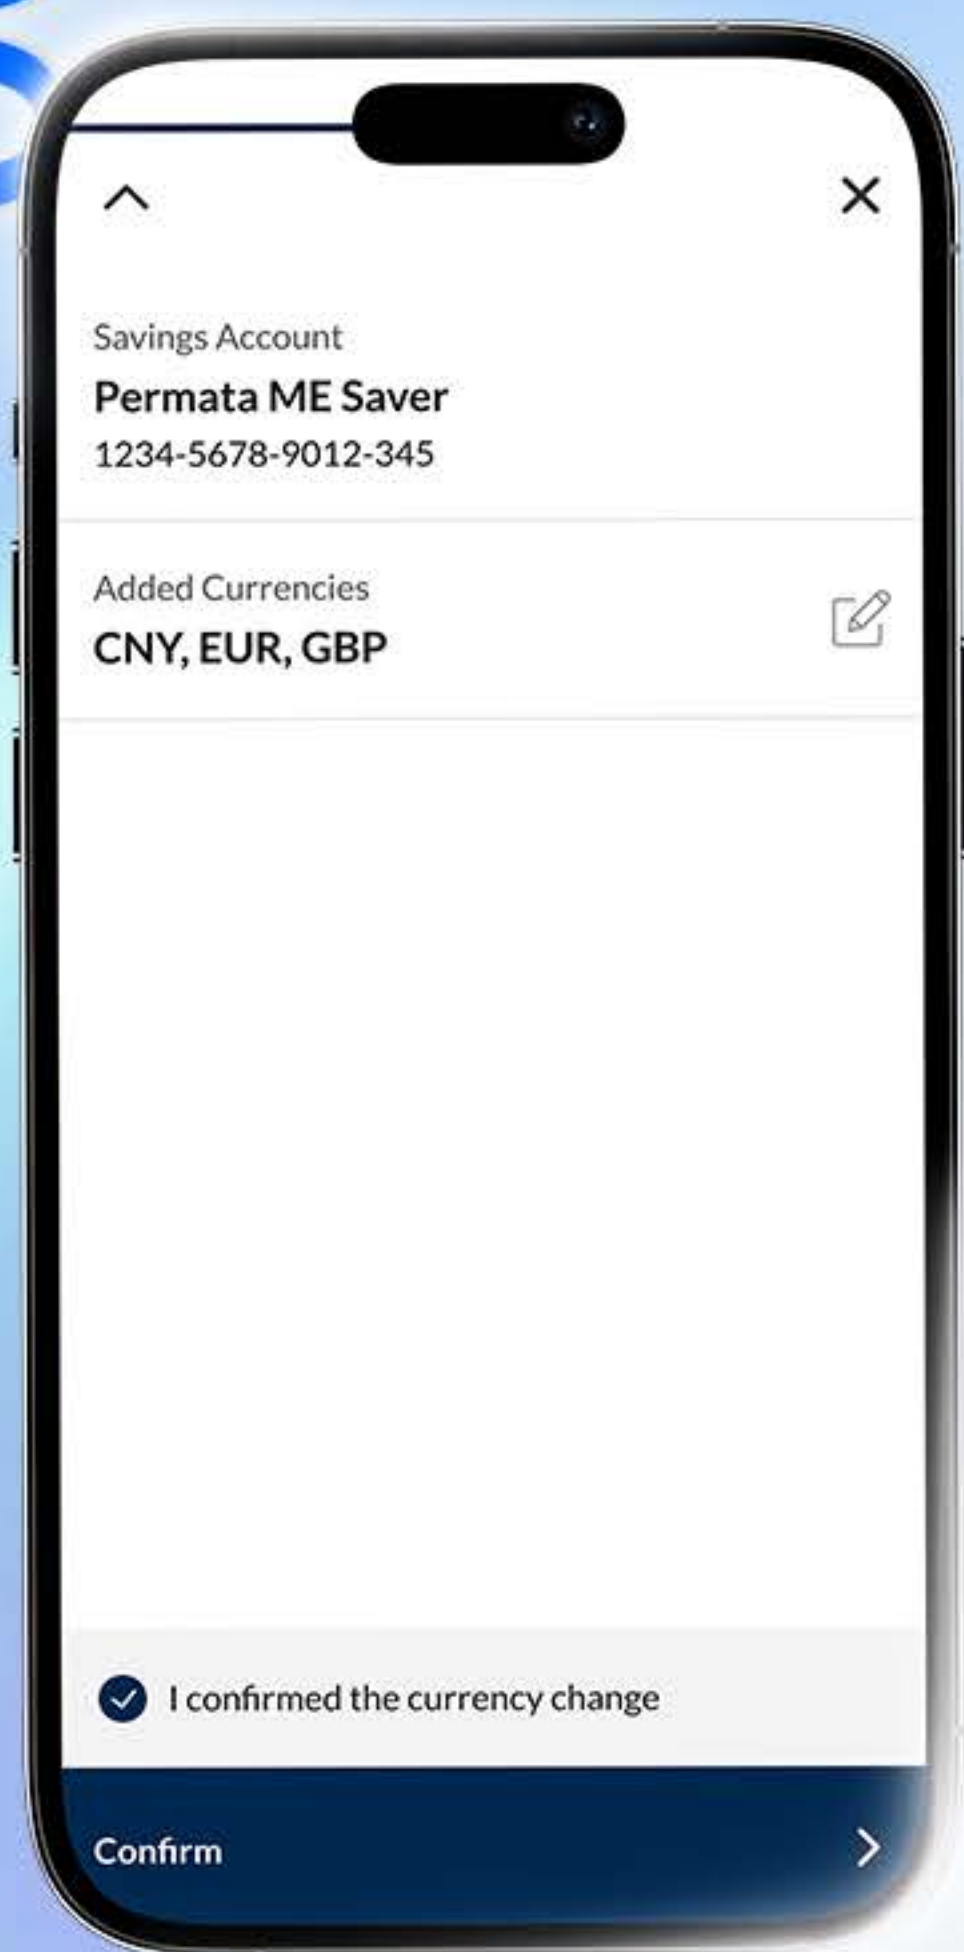 Savings Account
Permata ME Saver
1234-5678-9012-345
Added Currencies
CNY, EUR, GBP
I confirmed the currency change
Confirm